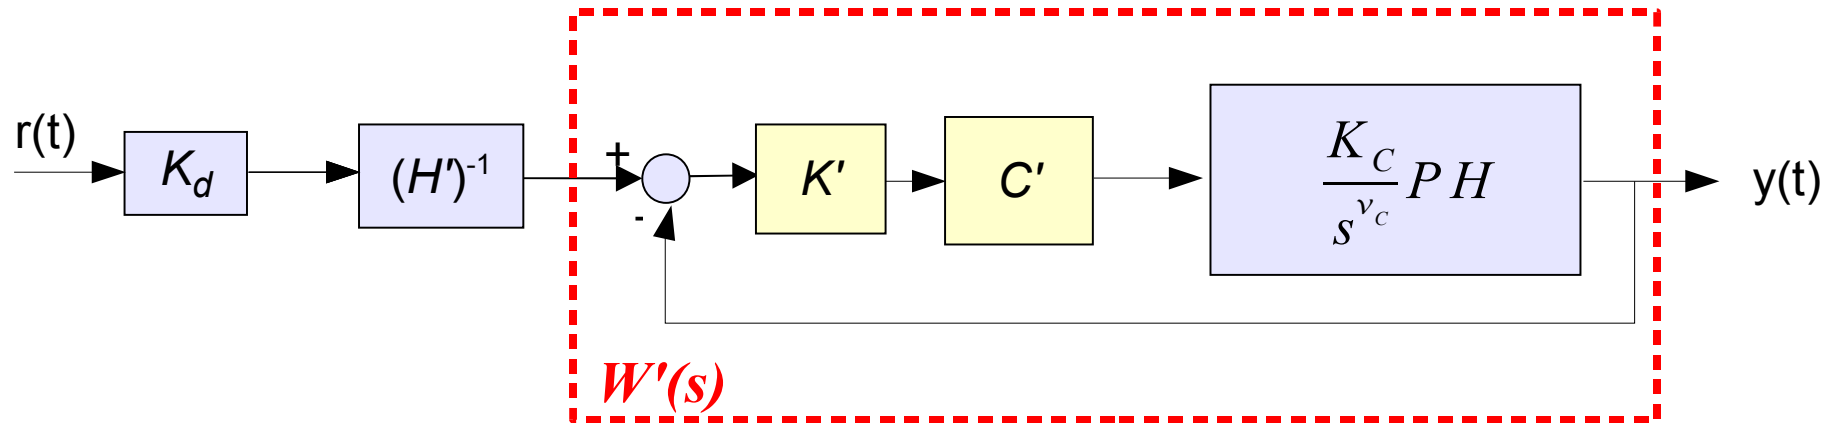 r(t)
K_d
(H')^-1
+
-
K'
C'
K_C
s^ν_C
P H
y(t)
W'(s)